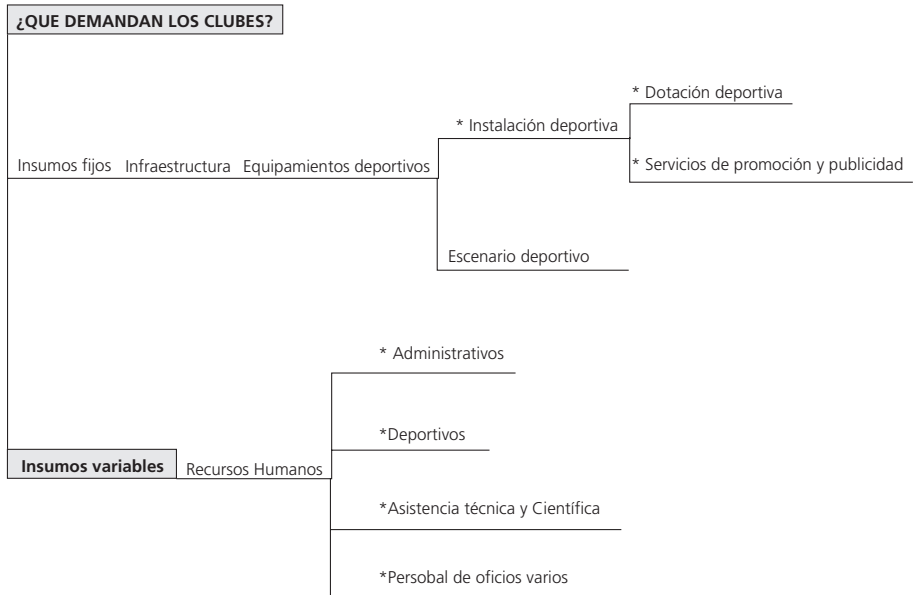 ¿QUE DEMANDAN LOS CLUBES?
* Dotación deportiva
* Instalación deportiva
Insumos fijos Infraestructura Equipamientos deportivos
* Servicios de promoción y publicidad
Escenario deportivo
* Administrativos
*Deportivos
Insumos variables Recursos Humanos
*Asistencia técnica y Científica
*Persobal de oficios varios